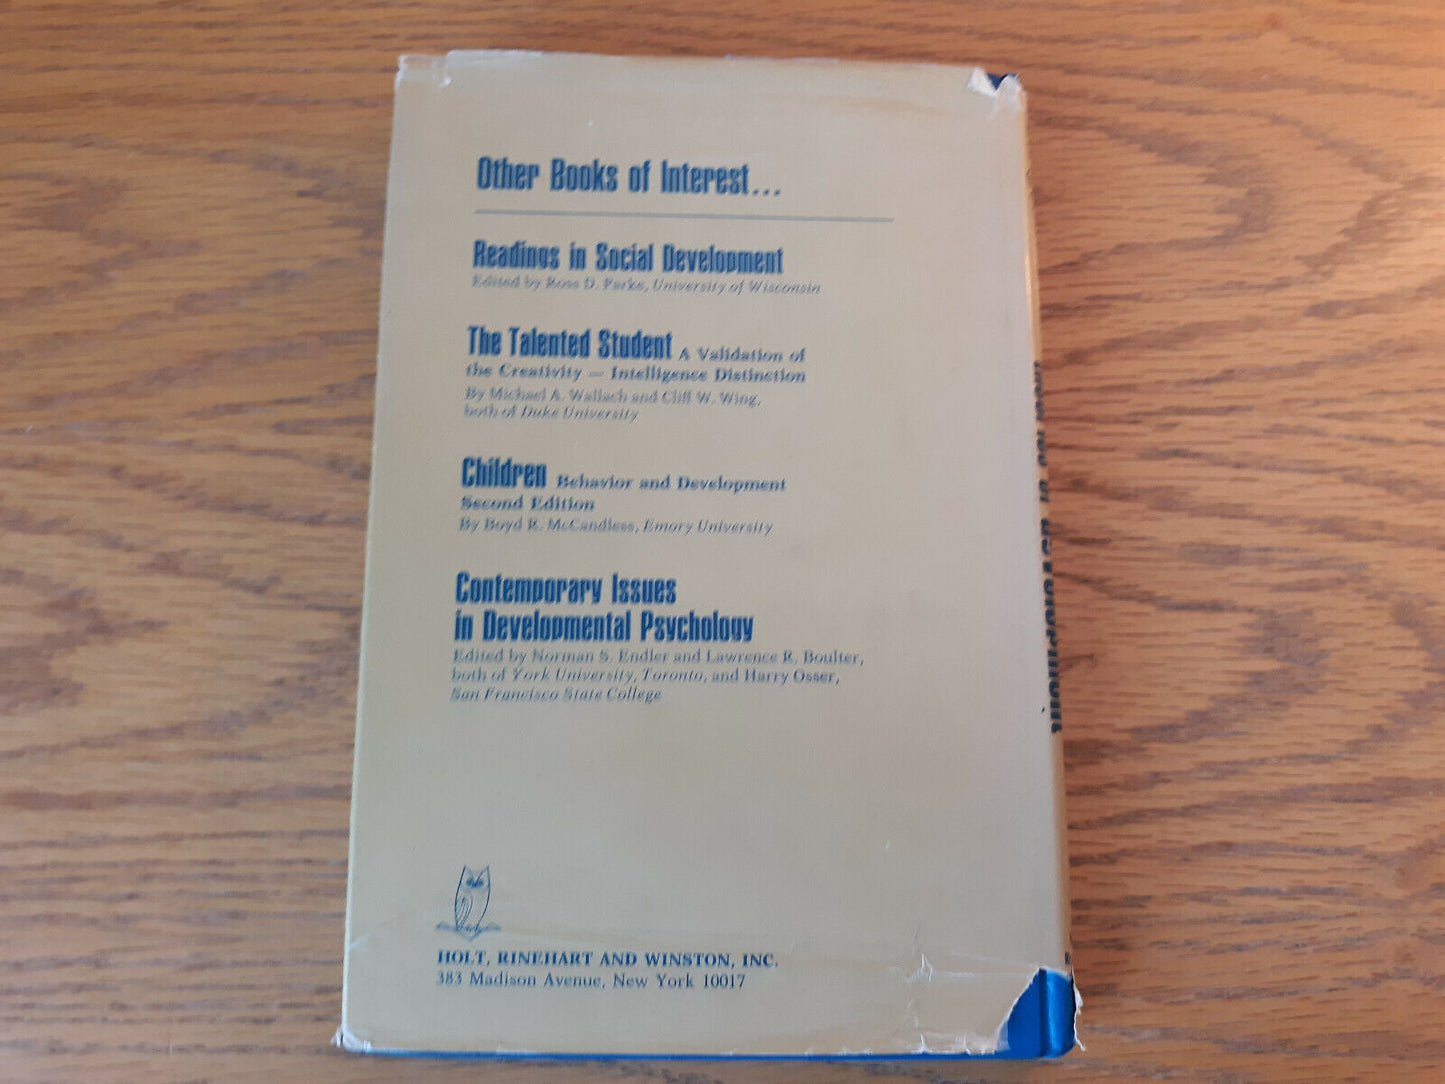 Other Books of Interest...
Readings in Social Development
Edited by Ross D. Parke, University of Wisconsin
The Talented Student A Validation of
the Creativity — Intelligence Distinction
By Michael A. Wallach and Cliff W. Wing,
both of Duke University
Children Behavior and Development
Second Edition
By Boyd R. McCandless, Emory University
Contemporary Issues
in Developmental Psychology
Edited by Norman S. Endler and Lawrence R. Boulter,
both of York University, Toronto, and Harry Osser,
San Francisco State College
HOLT, RINEHART AND WINSTON, INC.
383 Madison Avenue, New York 10017